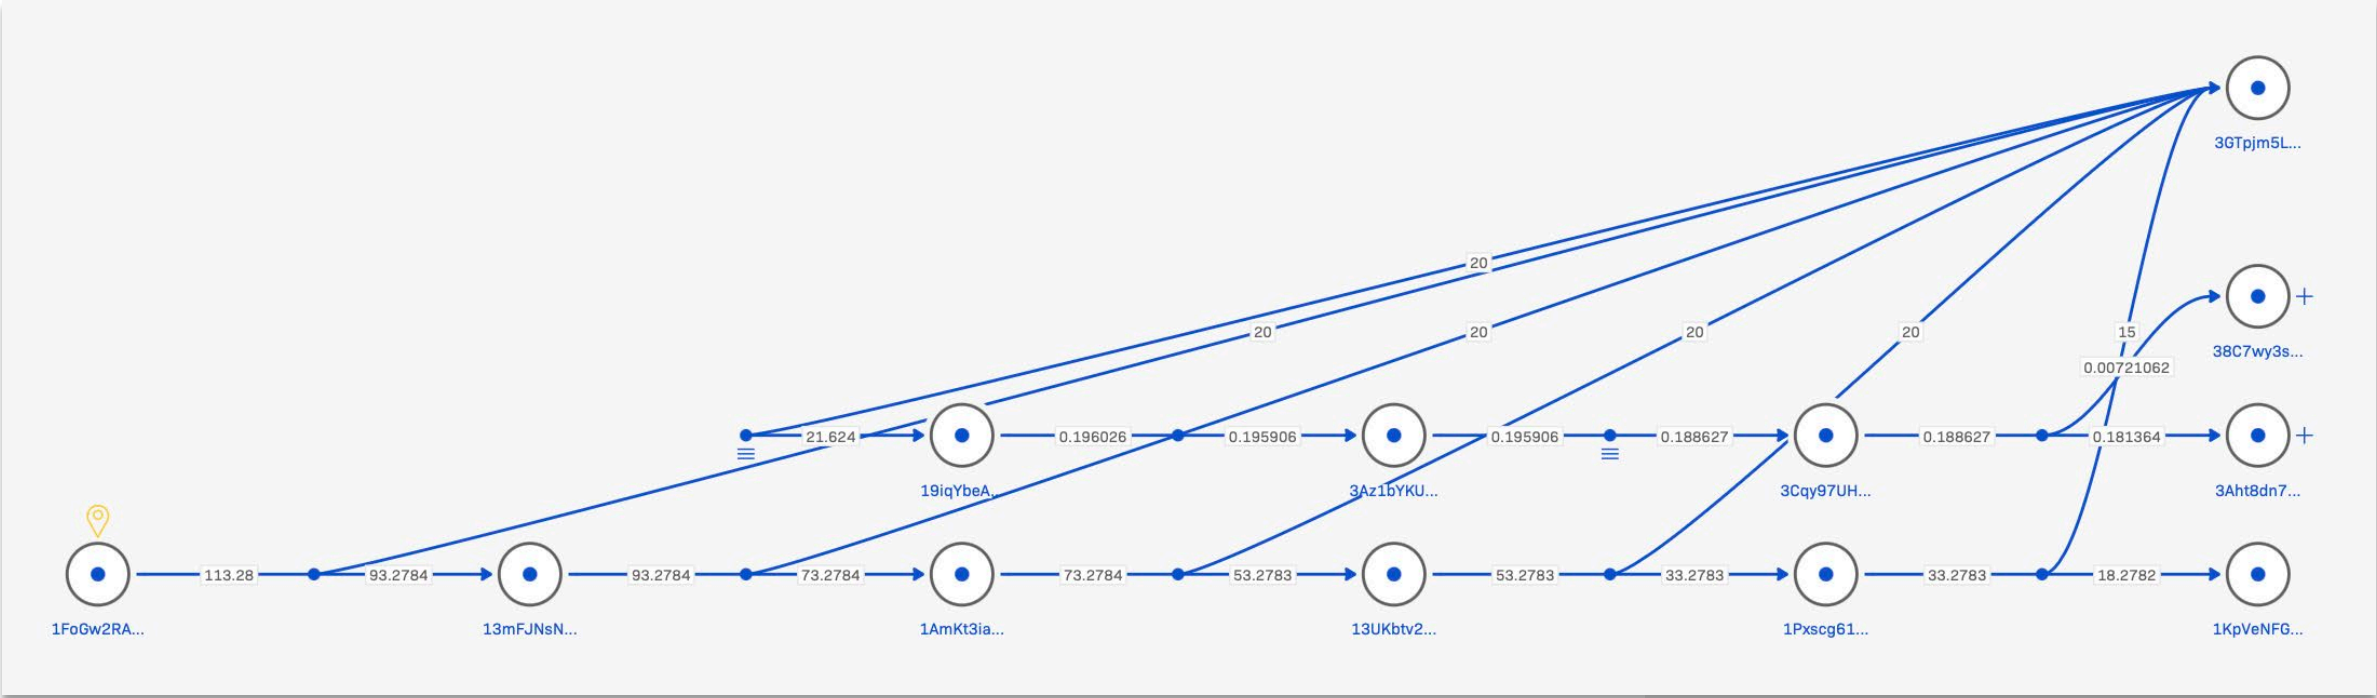 3GTpjm5L...
20
20
20
20
20
15
38C7wy3s...
0.00721062
21.624
0.196026
0.195906
0.195906
0.188627
0.188627
0.181364
19iqYbeA...
3Az1bYKU...
3Cqy97UH...
3Aht8dn7...
113.28
93.2784
93.2784
73.2784
73.2784
53.2783
53.2783
33.2783
33.2783
18.2782
1FoGw2RA...
13mFJNsN...
1AmKt3ia...
13UKbtv2...
1Pxscg61...
1KpVeNFG...